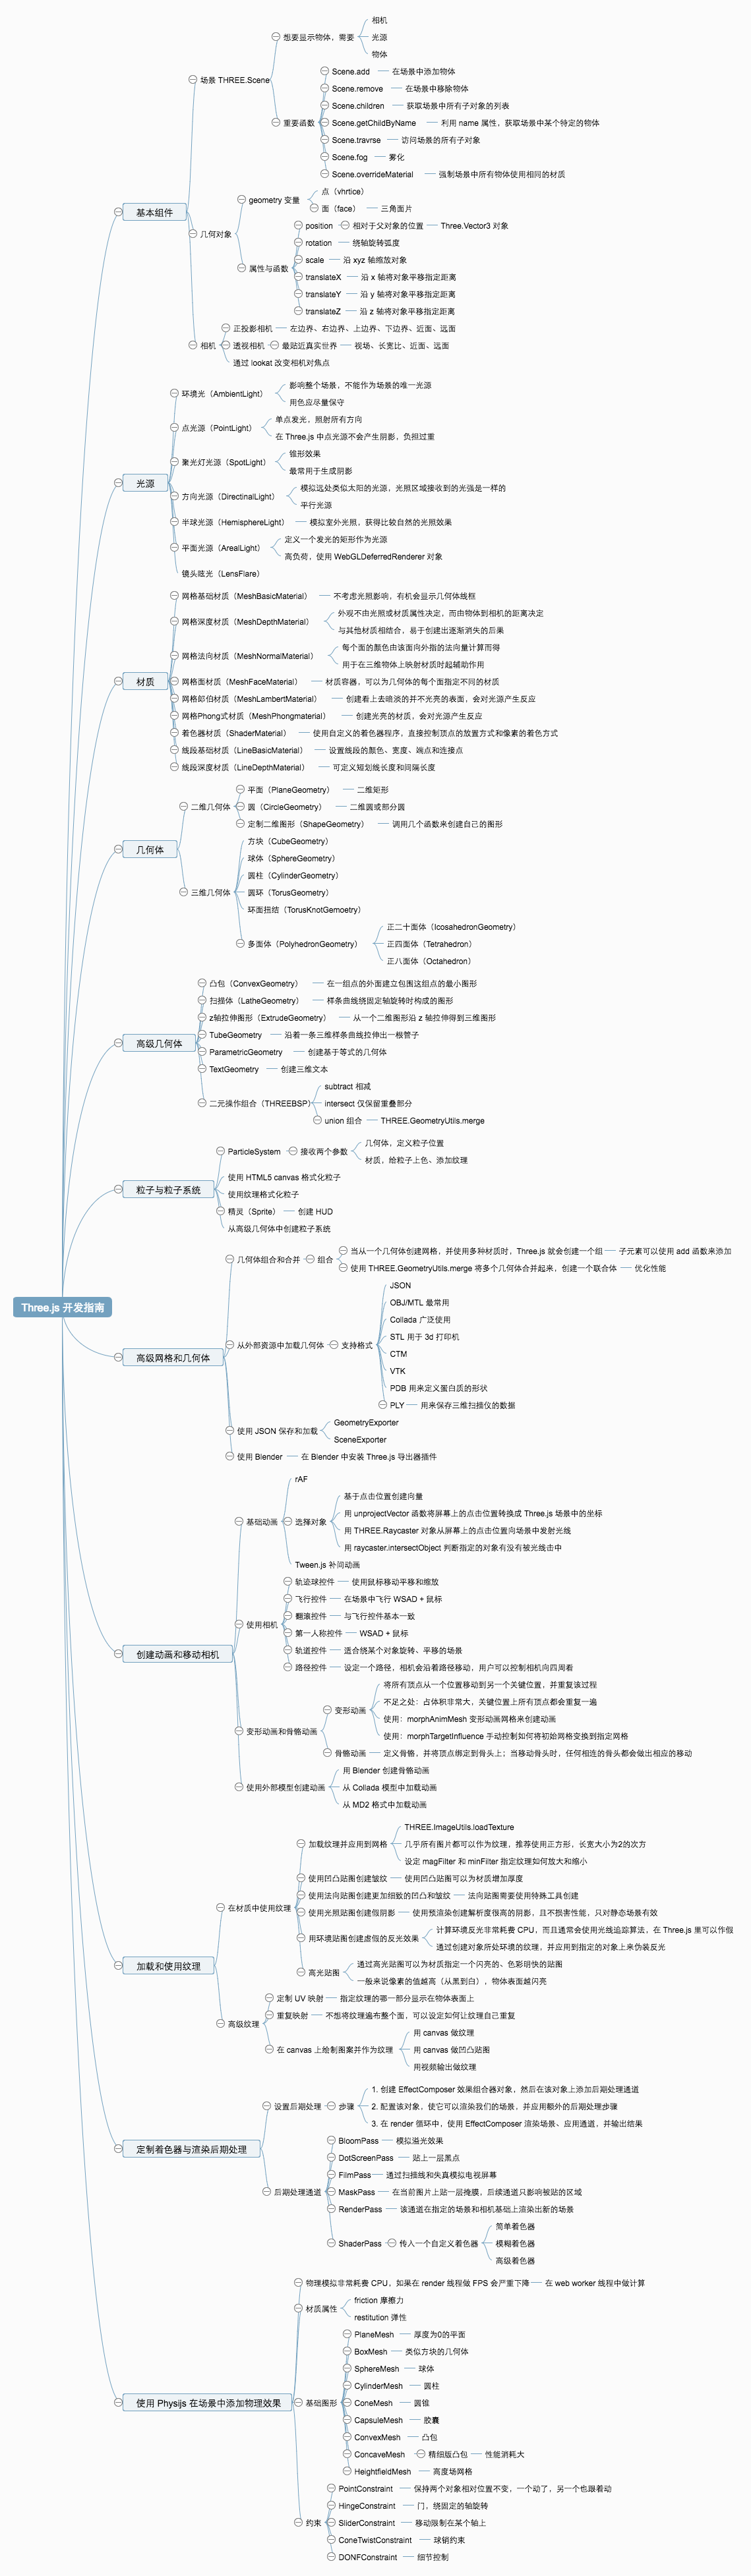 Three.js 开发指南
基本组件
场景 THREE.Scene
想要显示物体，需要
相机
光源
物体
重要函数
Scene.add
在场景中添加物体
Scene.remove
在场景中移除物体
Scene.children
获取场景中所有子对象的列表
Scene.getChildByName
利用 name 属性，获取场景中某个特定的物体
Scene.travrse
访问场景的所有子对象
Scene.fog
雾化
Scene.overrideMaterial
强制场景中所有物体使用相同的材质
几何对象
geometry 变量
点（vhrtice）
面（face）
三角面片
属性与函数
position
相对于父对象的位置
Three.Vector3 对象
rotation
绕轴旋转弧度
scale
沿 xyz 轴缩放对象
translateX
沿 x 轴将对象平移指定距离
translateY
沿 y 轴将对象平移指定距离
translateZ
沿 z 轴将对象平移指定距离
相机
正投影相机
左边界、右边界、上边界、下边界、近面、远面
透视相机
最贴近真实世界
视场、长宽比、近面、远面
通过 lookat 改变相机对焦点
光源
环境光（AmbientLight）
影响整个场景，不能作为场景的唯一光源
用色应尽量保守
点光源（PointLight）
单点发光，照射所有方向
在 Three.js 中点光源不会产生阴影，负担过重
聚光灯光源（SpotLight）
锥形效果
最常用于生成阴影
方向光源（DirectinalLight）
模拟远处类似太阳的光源，光照区域接收到的光强是一样的
平行光源
半球光源（HemisphereLight）
模拟室外光照，获得比较自然的光照效果
平面光源（ArealLight）
定义一个发光的矩形作为光源
高负荷，使用 WebGLDeferredRenderer 对象
镜头炫光（LensFlare）
材质
网格基础材质（MeshBasicMaterial）
不考虑光照影响，有机会显示几何体线框
网格深度材质（MeshDepthMaterial）
外观不由光照或材质属性决定，而由物体到相机的距离决定
与其他材质相结合，易于创建出逐渐消失的后果
网格法向材质（MeshNormalMaterial）
每个面的颜色由该面向外指的法向量计算而得
用于在三维物体上映射材质时起辅助作用
网格面材质（MeshFaceMaterial）
材质容器，可以为几何体的每个面指定不同的材质
网格郎伯材质（MeshLambertMaterial）
创建看上去暗淡的并不光亮的表面，会对光源产生反应
网格Phong式材质（MeshPhongmaterial）
创建光亮的材质，会对光源产生反应
着色器材质（ShaderMaterial）
使用自定义的着色器程序，直接控制顶点的放置方式和像素的着色方式
线段基础材质（LineBasicMaterial）
设置线段的颜色、宽度、端点和连接点
线段深度材质（LineDepthMaterial）
可定义短划线长度和间隔长度
几何体
二维几何体
平面（PlaneGeometry）
二维矩形
圆（CircleGeometry）
二维圆或部分圆
定制二维图形（ShapeGeometry）
调用几个函数来创建自己的图形
三维几何体
方块（CubeGeometry）
球体（SphereGeometry）
圆柱（CylinderGeometry）
圆环（TorusGeometry）
环面扭结（TorusKnotGemoetry）
多面体（PolyhedronGeometry）
正二十面体（IcosahedronGeometry）
正四面体（Tetrahedron）
正八面体（Octahedron）
高级几何体
凸包（ConvexGeometry）
在一组点的外面建立包围这组点的最小图形
扫描体（LatheGeometry）
样条曲线绕固定轴旋转时构成的图形
z轴拉伸图形（ExtrudeGeometry）
从一个二维图形沿 z 轴拉伸得到三维图形
TubeGeometry
沿着一条三维样条曲线拉伸出一根管子
ParametricGeometry
创建基于等式的几何体
TextGeometry
创建三维文本
二元操作组合（THREEBSP）
subtract 相减
intersect 仅保留重叠部分
union 组合
THREE.GeometryUtils.merge
粒子与粒子系统
ParticleSystem
接收两个参数
几何体，定义粒子位置
材质，给粒子上色、添加纹理
使用 HTML5 canvas 格式化粒子
使用纹理格式化粒子
精灵（Sprite）
创建 HUD
从高级几何体中创建粒子系统
高级网格和几何体
几何体组合和合并
组合
当从一个几何体创建网格，并使用多种材质时，Three.js 就会创建一个组
子元素可以使用 add 函数来添加
使用 THREE.GeometryUtils.merge 将多个几何体合并起来，创建一个联合体
优化性能
从外部资源中加载几何体
支持格式
JSON
OBJ/MTL 最常用
Collada 广泛使用
STL 用于 3d 打印机
CTM
VTK
PDB 用来定义蛋白质的形状
PLY
用来保存三维扫描仪的数据
使用 JSON 保存和加载
GeometryExporter
SceneExporter
使用 Blender
在 Blender 中安装 Three.js 导出器插件
创建动画和移动相机
基础动画
rAF
选择对象
基于点击位置创建向量
用 unprojectVector 函数将屏幕上的点击位置转换成 Three.js 场景中的坐标
用 THREE.Raycaster 对象从屏幕上的点击位置向场景中发射光线
用 raycaster.intersectObject 判断指定的对象有没有被光线击中
Tween.js 补间动画
使用相机
轨迹球控件
使用鼠标移动平移和缩放
飞行控件
在场景中飞行 WSAD + 鼠标
翻滚控件
与飞行控件基本一致
第一人称控件
WSAD + 鼠标
轨道控件
适合绕某个对象旋转、平移的场景
路径控件
设定一个路径，相机会沿着路径移动，用户可以控制相机向四周看
变形动画和骨骼动画
变形动画
将所有顶点从一个位置移动到另一个关键位置，并重复该过程
不足之处：占体积非常大，关键位置上所有顶点都会重复一遍
使用：morphAnimMesh 变形动画网格来创建动画
使用：morphTargetInfluence 手动控制如何将初始网格变换到指定网格
骨骼动画
定义骨骼，并将顶点绑定到骨头上；当移动骨头时，任何相连的骨头都会做出相应的移动
使用外部模型创建动画
用 Blender 创建骨骼动画
从 Collada 模型中加载动画
从 MD2 格式中加载动画
加载和使用纹理
在材质中使用纹理
加载纹理并应用到网格
THREE.ImageUtils.loadTexture
几乎所有图片都可以作为纹理，推荐使用正方形，长宽大小为2的次方
设定 magFilter 和 minFilter 指定纹理如何放大和缩小
使用凹凸贴图创建皱纹
使用凹凸贴图可以为材质增加厚度
使用法向贴图创建更加细致的凹凸和皱纹
法向贴图需要使用特殊工具创建
使用光照贴图创建假阴影
使用预渲染创建解析度很高的阴影，且不损害性能，只对静态场景有效
用环境贴图创建虚假的反光效果
计算环境反光非常耗费 CPU，而且通常会使用光线追踪算法，在 Three.js 里可以作假
通过创建对象所处环境的纹理，并应用到指定的对象上来伪装反光
高光贴图
通过高光贴图可以为材质指定一个闪亮的、色彩明快的贴图
一般来说像素的值越高（从黑到白），物体表面越闪亮
高级纹理
定制 UV 映射
指定纹理的哪一部分显示在物体表面上
重复映射
不想将纹理遍布整个面，可以设定如何让纹理自己重复
在 canvas 上绘制图案并作为纹理
用 canvas 做纹理
用 canvas 做凹凸贴图
用视频输出做纹理
定制着色器与渲染后期处理
设置后期处理
步骤
1. 创建 EffectComposer 效果组合器对象，然后在该对象上添加后期处理通道
2. 配置该对象，使它可以渲染我们的场景，并应用额外的后期处理步骤
3. 在 render 循环中，使用 EffectComposer 渲染场景、应用通道，并输出结果
后期处理通道
BloomPass
模拟溢光效果
DotScreenPass
贴上一层黑点
FilmPass
通过扫描线和失真模拟电视屏幕
MaskPass
在当前图片上贴一层掩膜，后续通道只影响被贴的区域
RenderPass
该通道在指定的场景和相机基础上渲染出新的场景
ShaderPass
传入一个自定义着色器
简单着色器
模糊着色器
高级着色器
使用 Physijs 在场景中添加物理效果
物理模拟非常耗费 CPU，如果在 render 线程做 FPS 会严重下降
在 web worker 线程中做计算
材质属性
friction 摩擦力
restitution 弹性
基础图形
PlaneMesh
厚度为0的平面
BoxMesh
类似方块的几何体
SphereMesh
球体
CylinderMesh
圆柱
ConeMesh
圆锥
CapsuleMesh
胶囊
ConvexMesh
凸包
ConcaveMesh
精细版凸包
性能消耗大
HeightfieldMesh
高度场网格
约束
PointConstraint
保持两个对象相对位置不变，一个动了，另一个也跟着动
HingeConstraint
门，绕固定的轴旋转
SliderConstraint
移动限制在某个轴上
ConeTwistConstraint
球销约束
DONFConstraint
细节控制